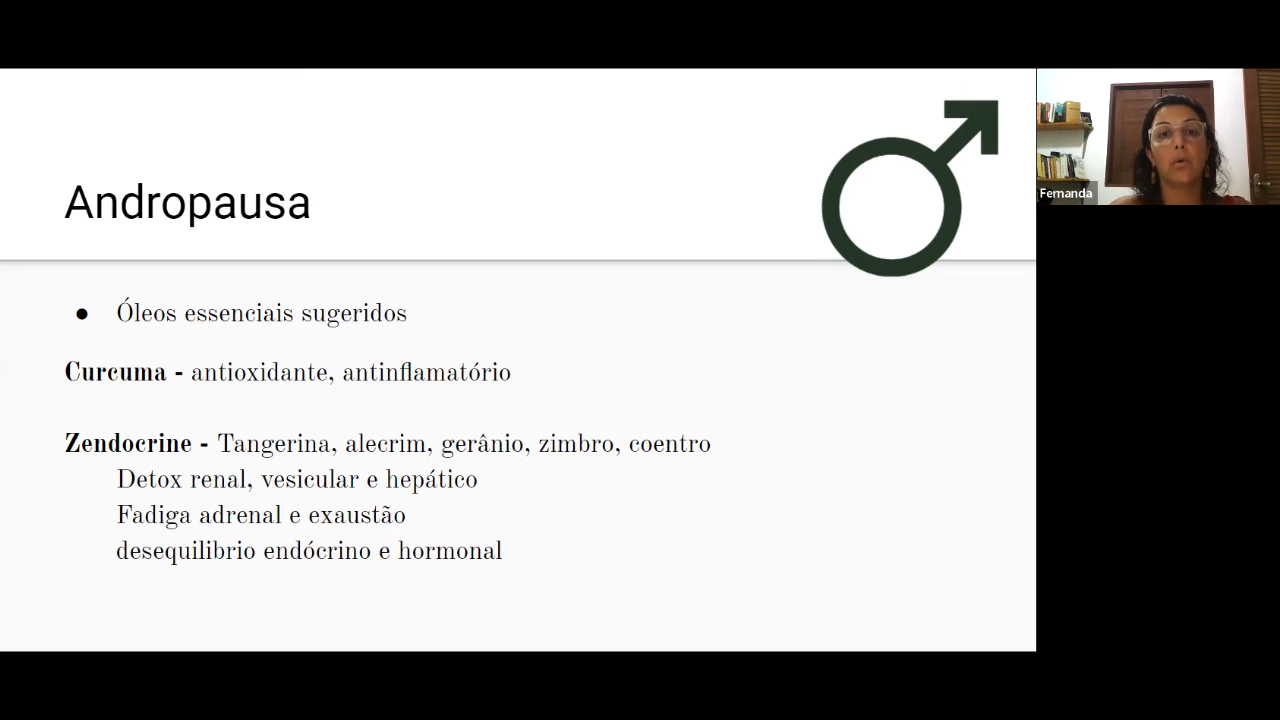 Andropausa
● Óleos essenciais sugeridos
Curcuma - antioxidante, antinflamatório
Zendocrine - Tangerina, alecrim, gerânio, zimbro, coentro
Detox renal, vesicular e hepático
Fadiga adrenal e exaustão
desequilibrio endócrino e hormonal
Fernanda